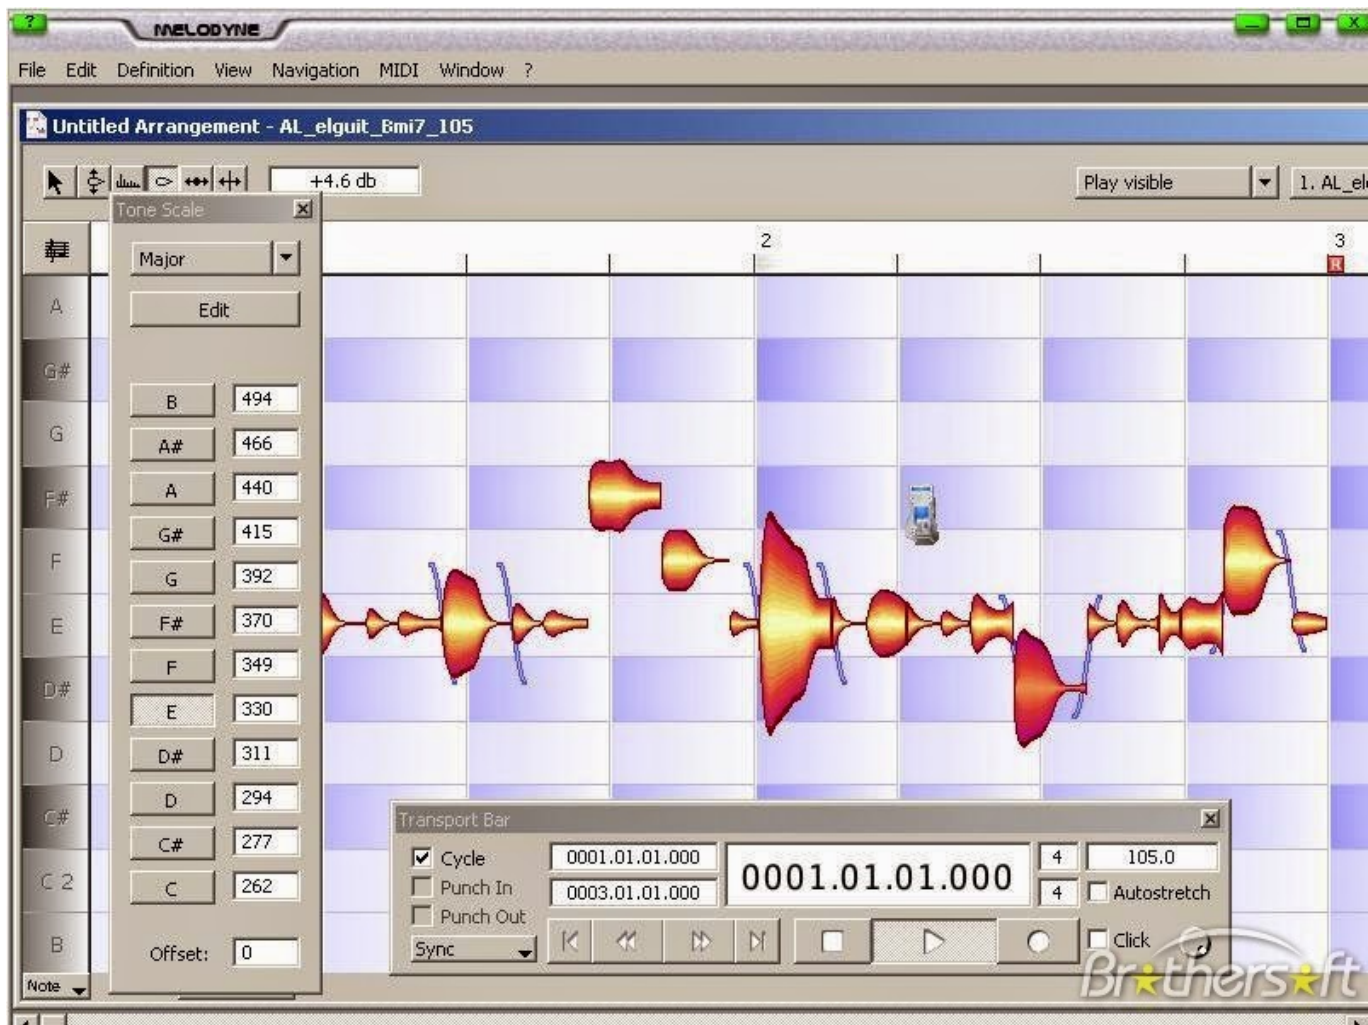 ?
MELODYNE
X
File Edit Definition View Navigation MIDI Window ?
Untitled Arrangement - AL_elguit_Bmi7_105
+4.6 db
Play visible
1. AL_el
Tone Scale
2
3
R
Major
Edit
B 494
A# 466
A 440
G# 415
G 392
F# 370
F 349
E 330
D# 311
D 294
C# 277
C 262
Offset: 0
A
G#
G
F#
F
E
D#
D
C#
C 2
B
Note
Transport Bar
Cycle 0001.01.01.000 0001.01.01.000 4 105.0
Punch In 0003.01.01.000 4 Autostretch
Punch Out
Sync
Click
Brothersoft